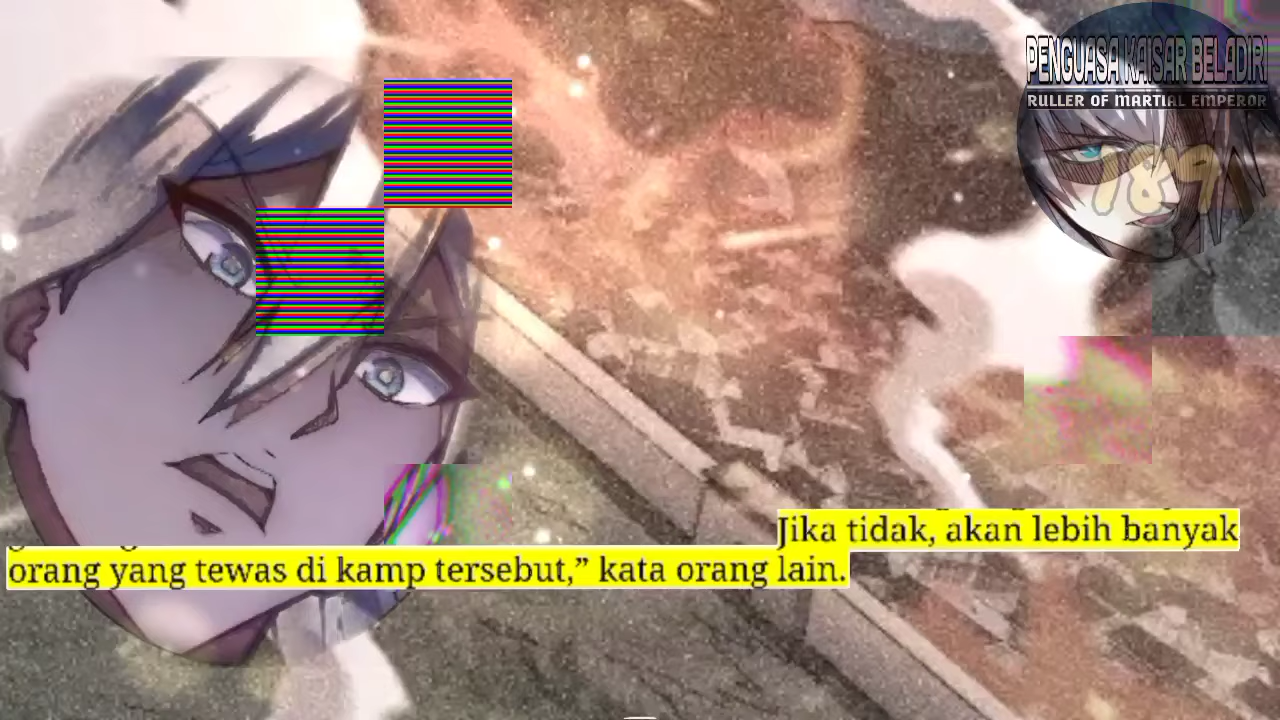 PENGUASA KAISAR BELADIRI
RULLER OF MARTIAL EMPEROR
189
Jika tidak, akan lebih banyak
orang yang tewas di kamp tersebut,” kata orang lain.